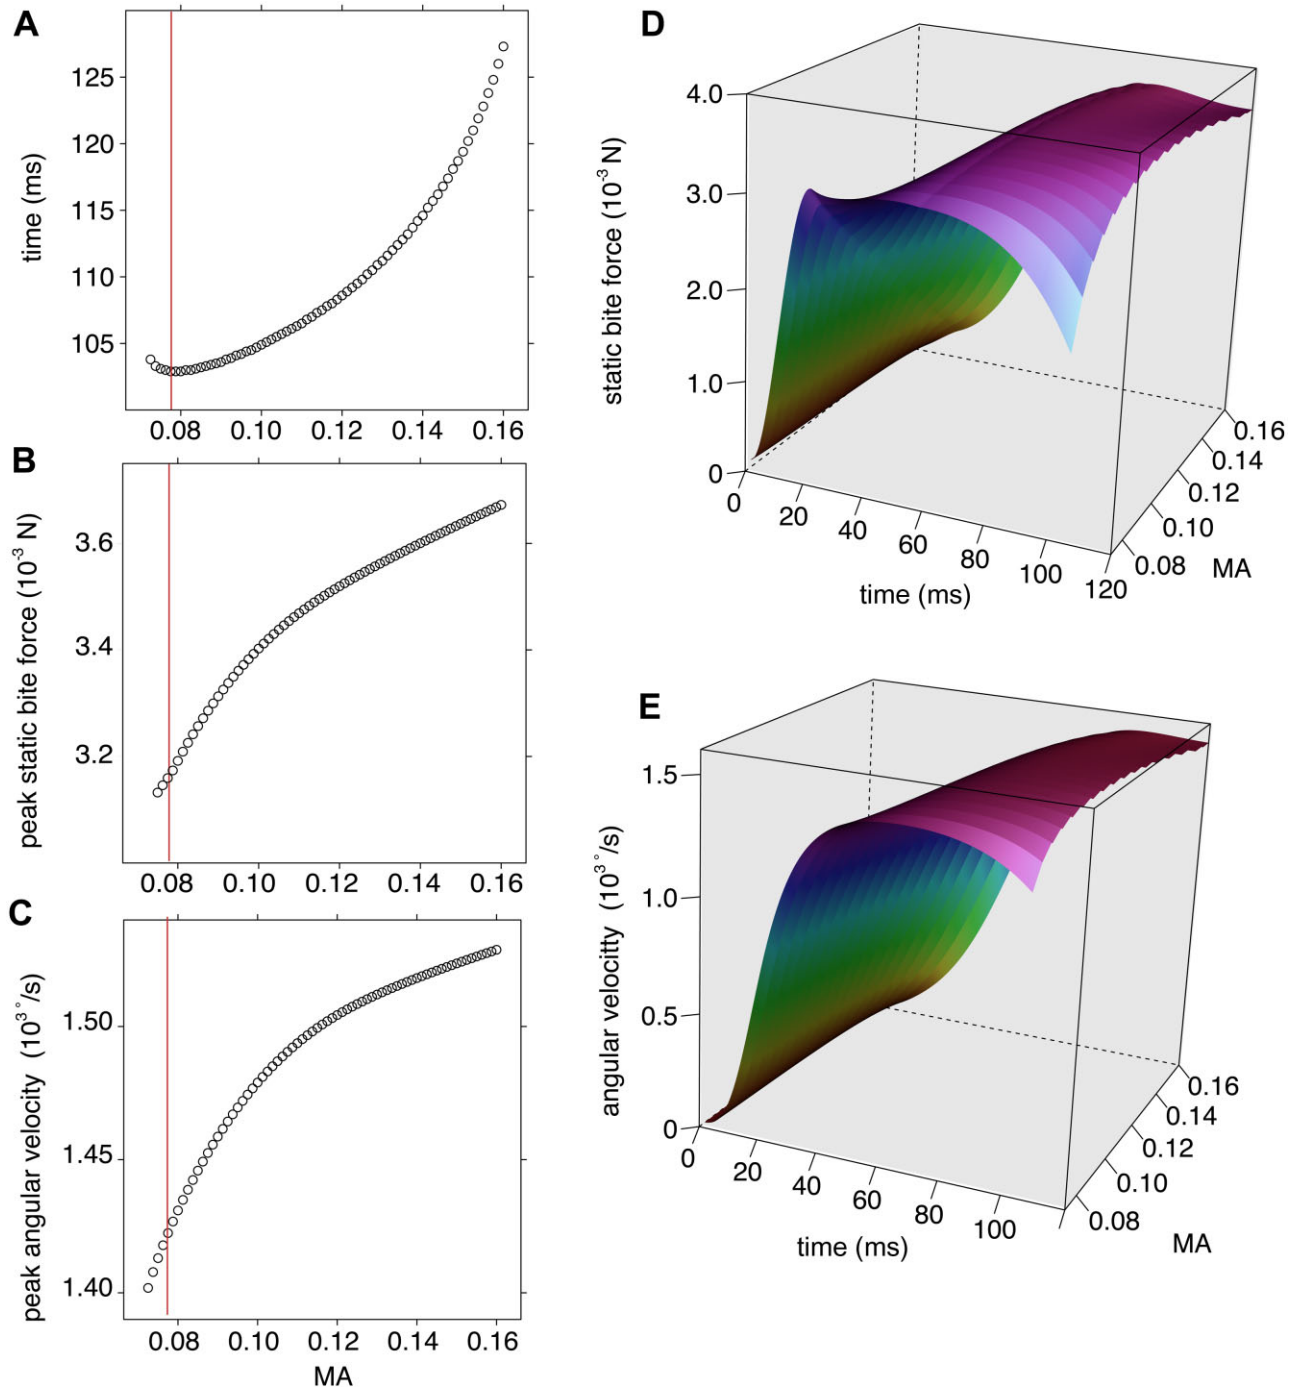 A
time (ms)
125
120
115
110
105
0.08 0.10 0.12 0.14 0.16
B
peak static bite force (10⁻³ N)
3.6
3.4
3.2
0.08 0.10 0.12 0.14 0.16
C
peak angular velocity (10³°/s)
1.50
1.45
1.40
0.08 0.10 0.12 0.14 0.16
MA
D
static bite force (10⁻³ N)
4.0
3.0
2.0
1.0
0
0 20 40 60 80 100 120
time (ms)
0.16
0.14
0.12
0.10
0.08
MA
E
angular velocitty (10³°/s)
1.5
1.0
0.5
0
0 20 40 60 80 100
time (ms)
0.16
0.14
0.12
0.10
0.08
MA